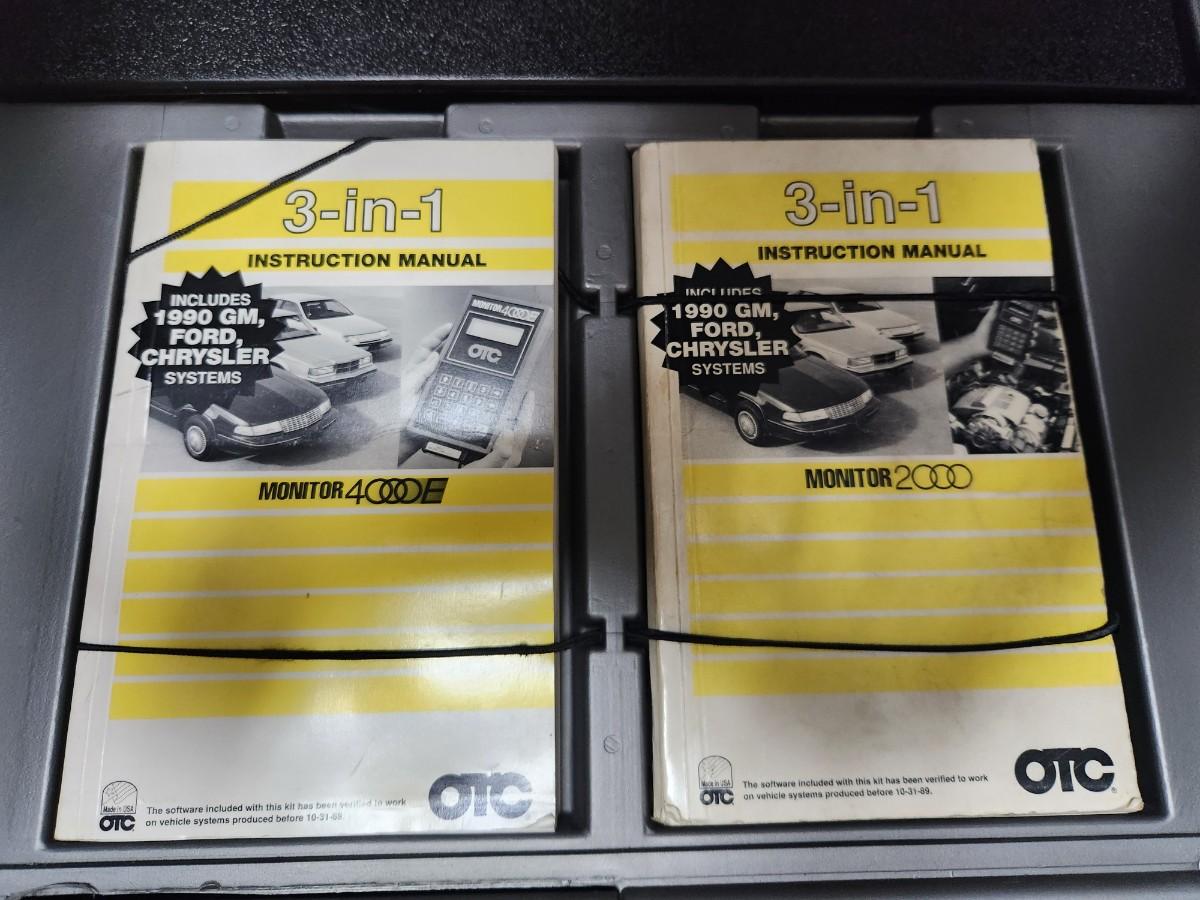 3-in-1
INSTRUCTION MANUAL
INCLUDES
1990 GM,
FORD,
CHRYSLER
SYSTEMS
MONITOR 4000E
OTC
MONITOR 4000E
Made in USA
OTC
The software included with this kit has been verified to work
on vehicle systems produced before 10-31-89.
OTC
3-in-1
INSTRUCTION MANUAL
INCLUDES
1990 GM,
FORD,
CHRYSLER
SYSTEMS
MONITOR 2000
Made in USA
OTC
The software included with this kit has been verified to work
on vehicle systems produced before 10-31-89.
OTC®